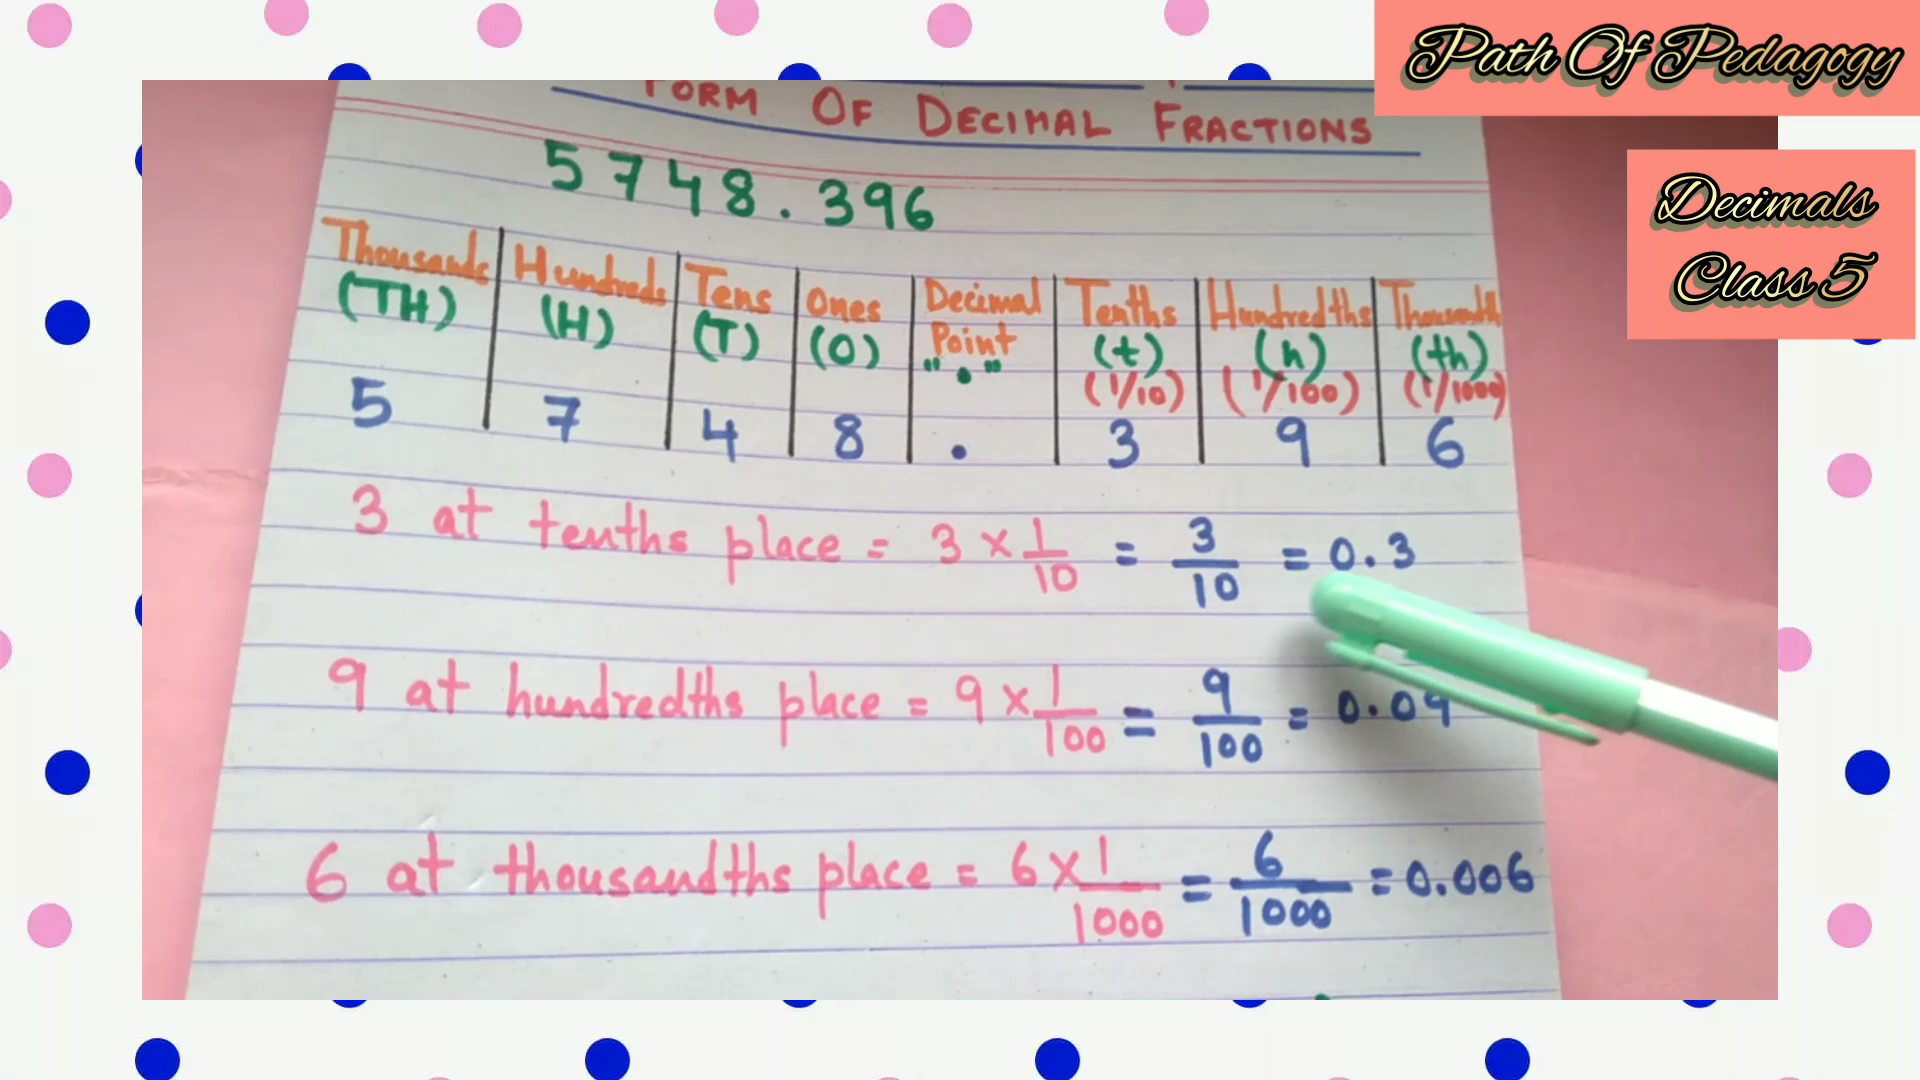 Path Of Pedagogy
Decimals
Class 5
FORM OF DECIMAL FRACTIONS
5748.396
Thousands Hundreds Tens Ones Decimal Point Tenths Hundredths Thousandth
(TH) (H) (T) (O) "." (t) (h) (th)
(1/10) (1/100) (1/1000)
5 7 4 8 . 3 9 6
3 at tenths place = 3 × 1/10 = 3/10 = 0.3
9 at hundredths place = 9 × 1/100 = 9/100 = 0.09
6 at thousandths place = 6 × 1/1000 = 6/1000 = 0.006